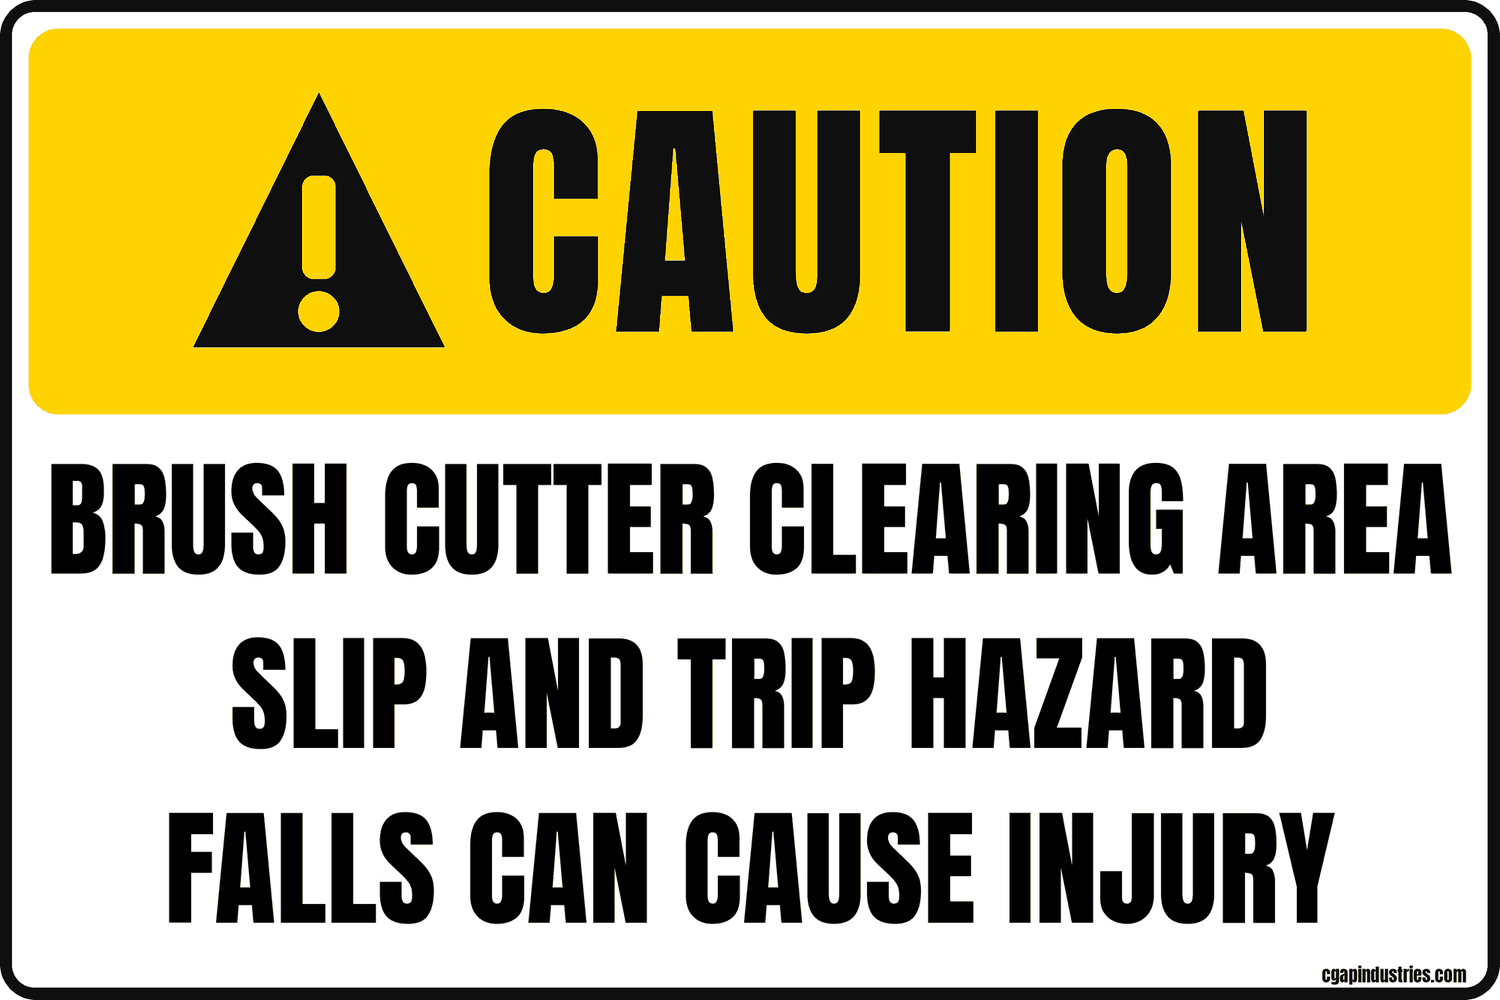 CAUTION
BRUSH CUTTER CLEARING AREA
SLIP AND TRIP HAZARD
FALLS CAN CAUSE INJURY
cgapindustries.com